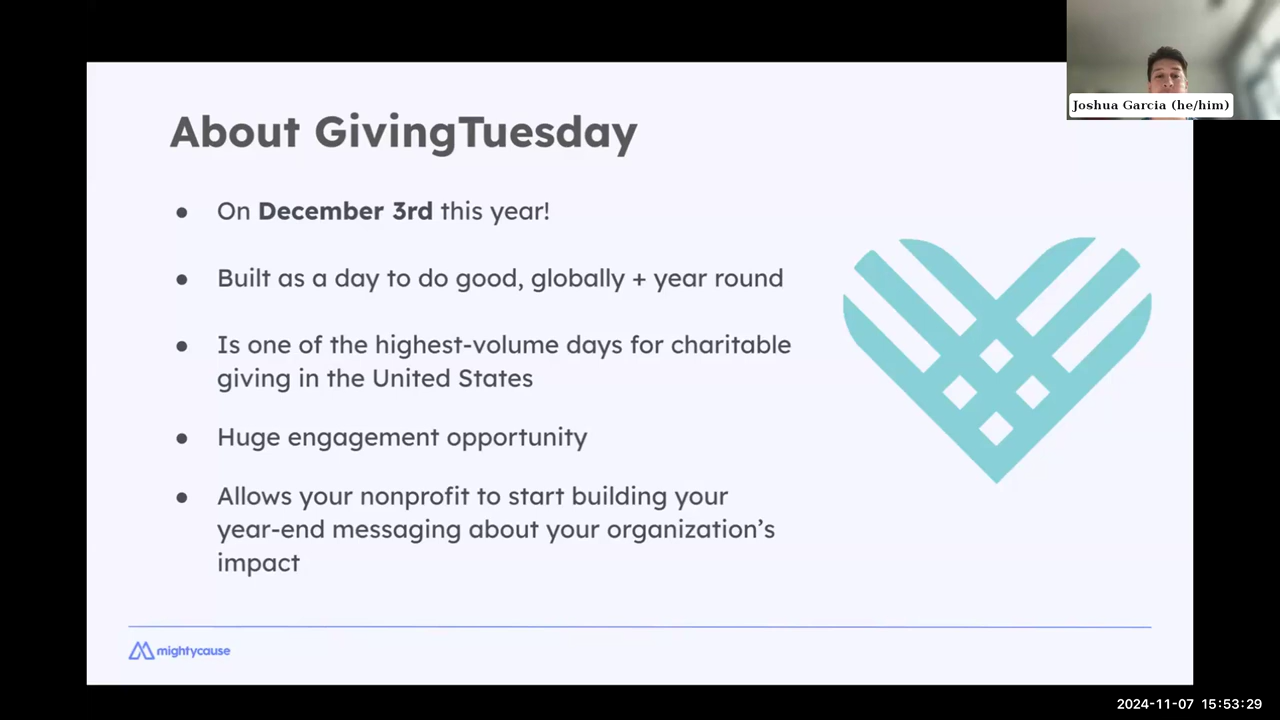 Joshua Garcia (he/him)
About GivingTuesday
● On December 3rd this year!
● Built as a day to do good, globally + year round
● Is one of the highest-volume days for charitable
giving in the United States
● Huge engagement opportunity
● Allows your nonprofit to start building your
year-end messaging about your organization’s
impact
mightycause
2024-11-07 15:53:29